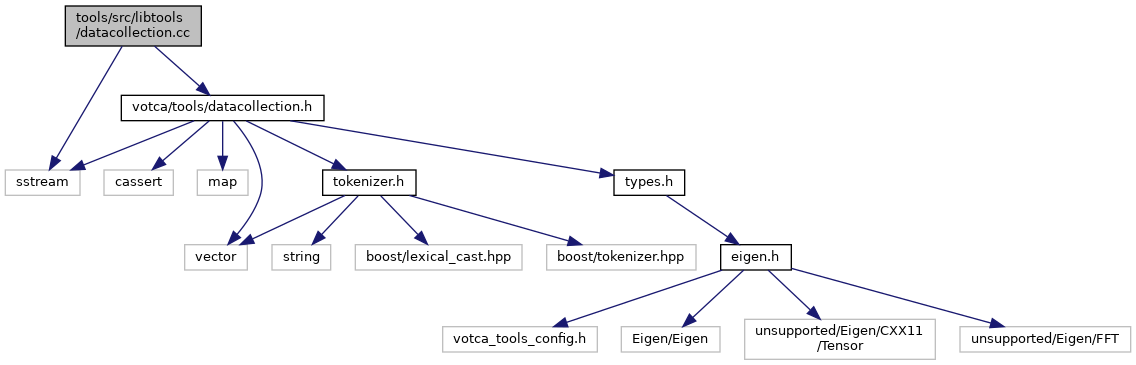 tools/src/libtools
/datacollection.cc
votca/tools/datacollection.h
sstream
cassert
map
tokenizer.h
types.h
vector
string
boost/lexical_cast.hpp
boost/tokenizer.hpp
eigen.h
votca_tools_config.h
Eigen/Eigen
unsupported/Eigen/CXX11
/Tensor
unsupported/Eigen/FFT